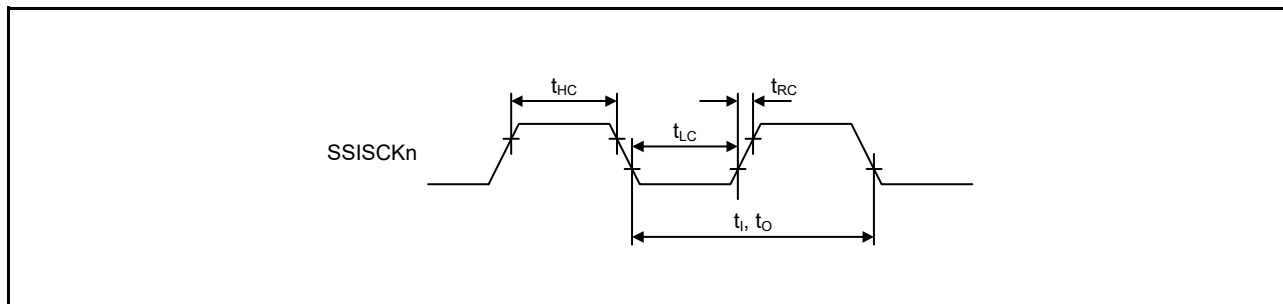 tHC
tRC
tLC
SSISCKn
tI, tO